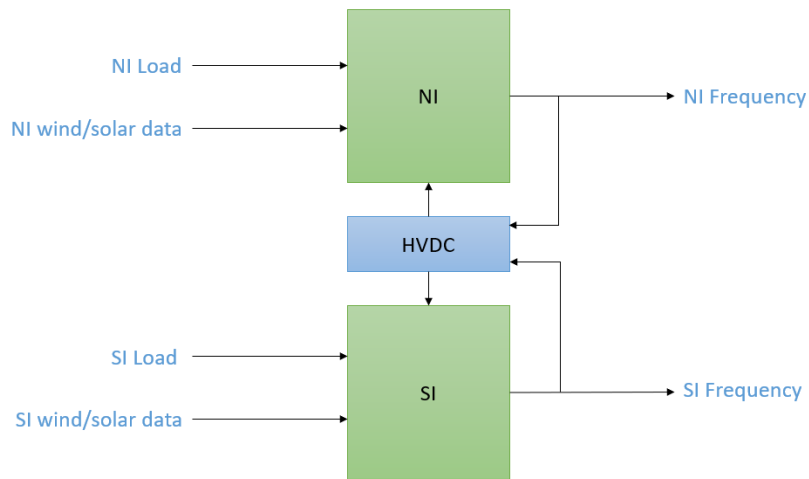 NI Load
NI
NI Frequency
NI wind/solar data
HVDC
SI Load
SI
SI Frequency
SI wind/solar data